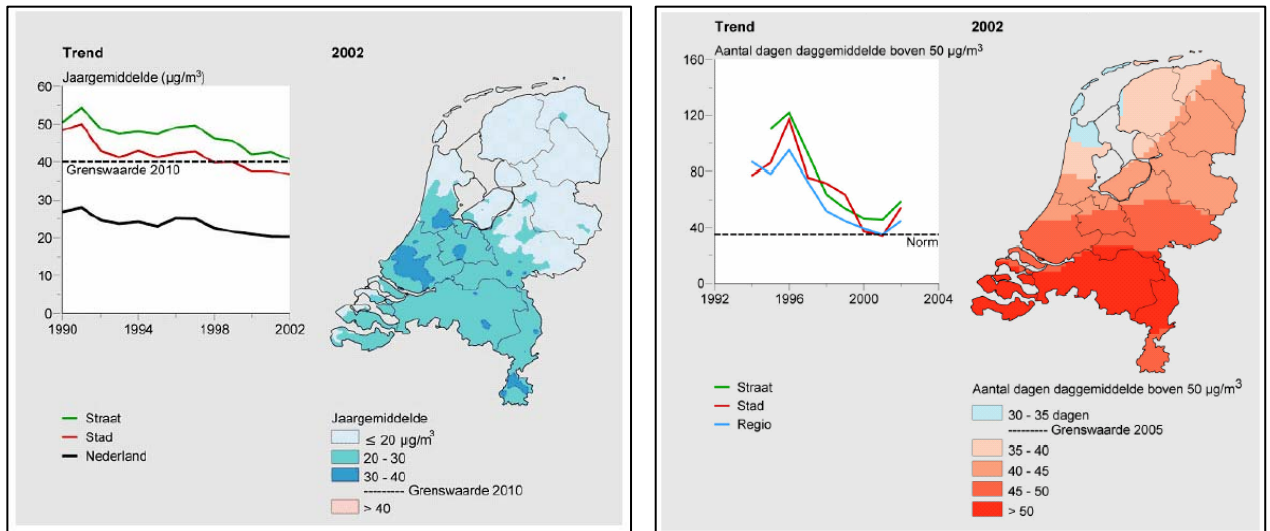 Trend
2002
Jaargemiddelde (µg/m³)
60
50
40
Grenswaarde 2010
30
20
10
0
1990
1994
1998
2002
Straat
Stad
Nederland
Jaargemiddelde
≤ 20 µg/m³
20 - 30
30 - 40
Grenswaarde 2010
> 40
Trend
2002
Aantal dagen daggemiddelde boven 50 µg/m³
160
120
80
40
Norm
0
1992
1996
2000
2004
Straat
Stad
Regio
Aantal dagen daggemiddelde boven 50 µg/m³
30 - 35 dagen
Grenswaarde 2005
35 - 40
40 - 45
45 - 50
> 50